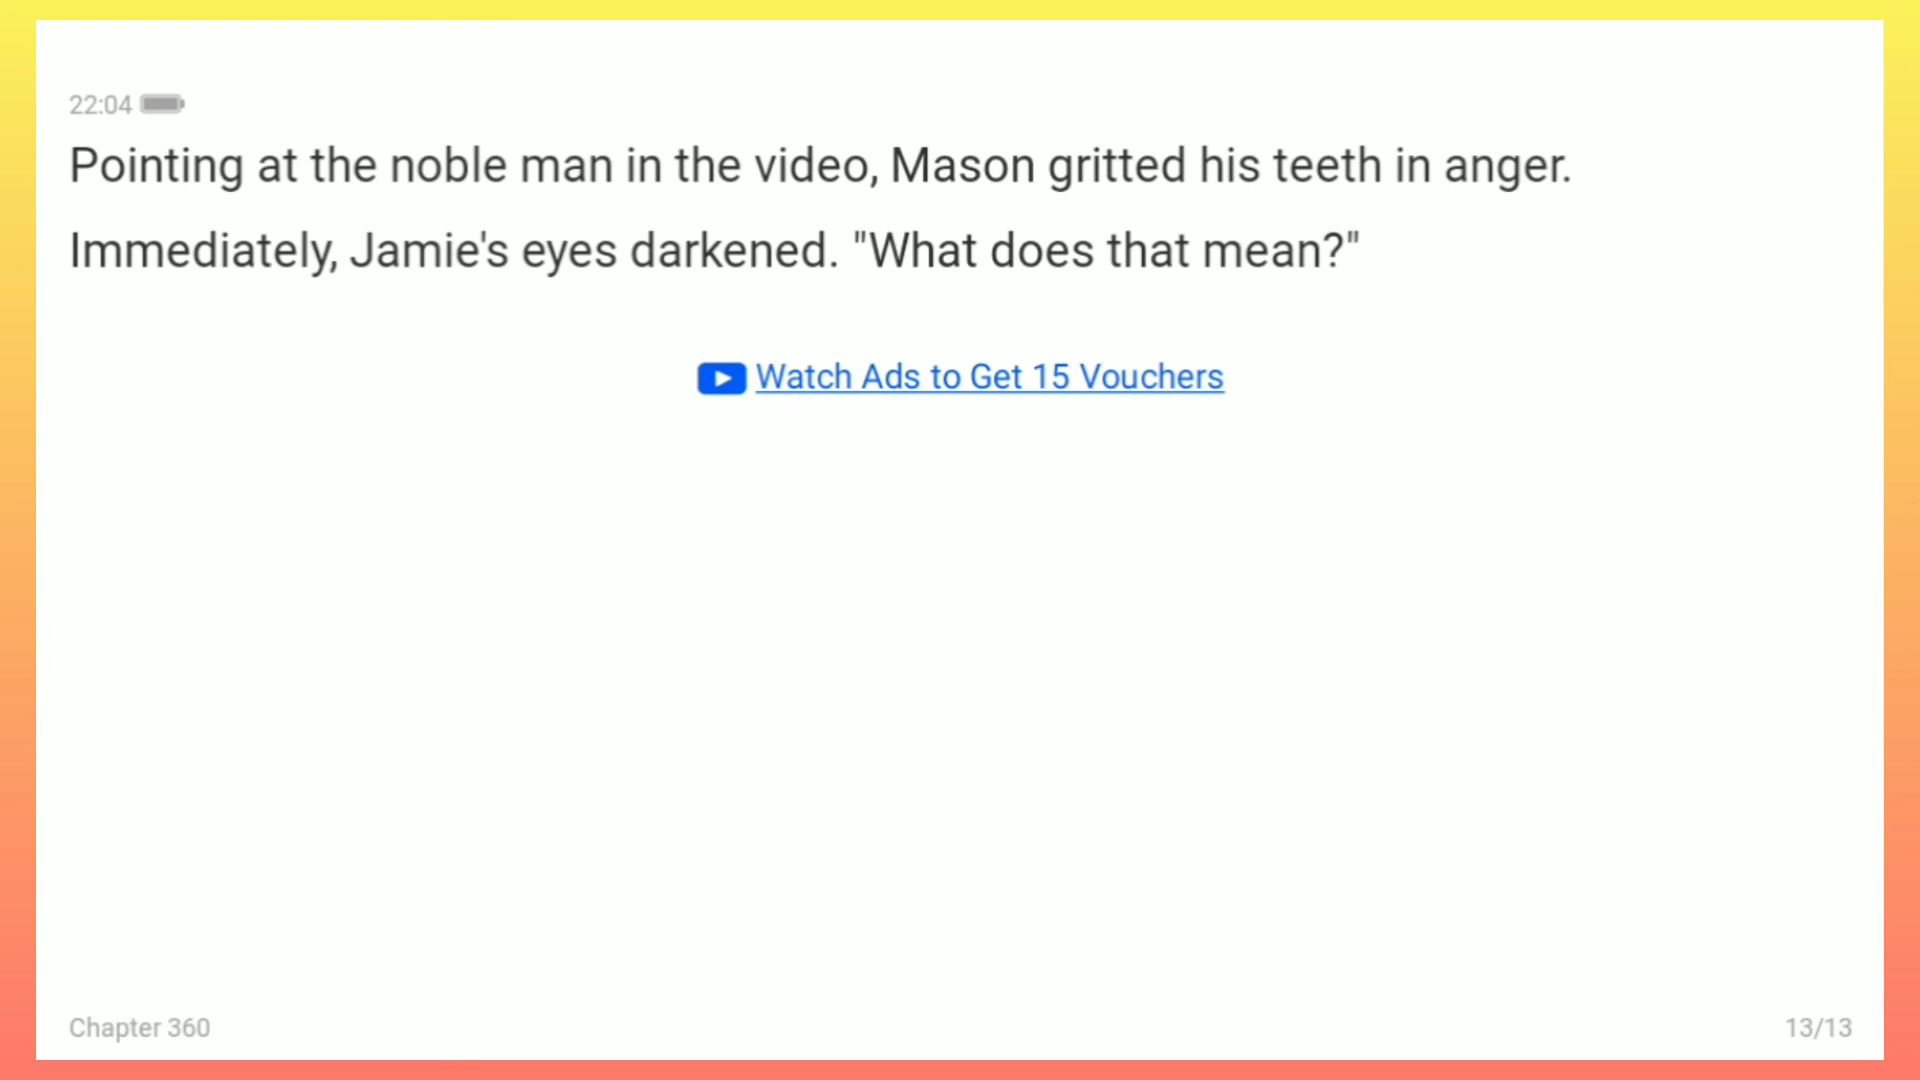 22:04
Pointing at the noble man in the video, Mason gritted his teeth in anger.
Immediately, Jamie's eyes darkened. "What does that mean?"
Watch Ads to Get 15 Vouchers
Chapter 360
13/13